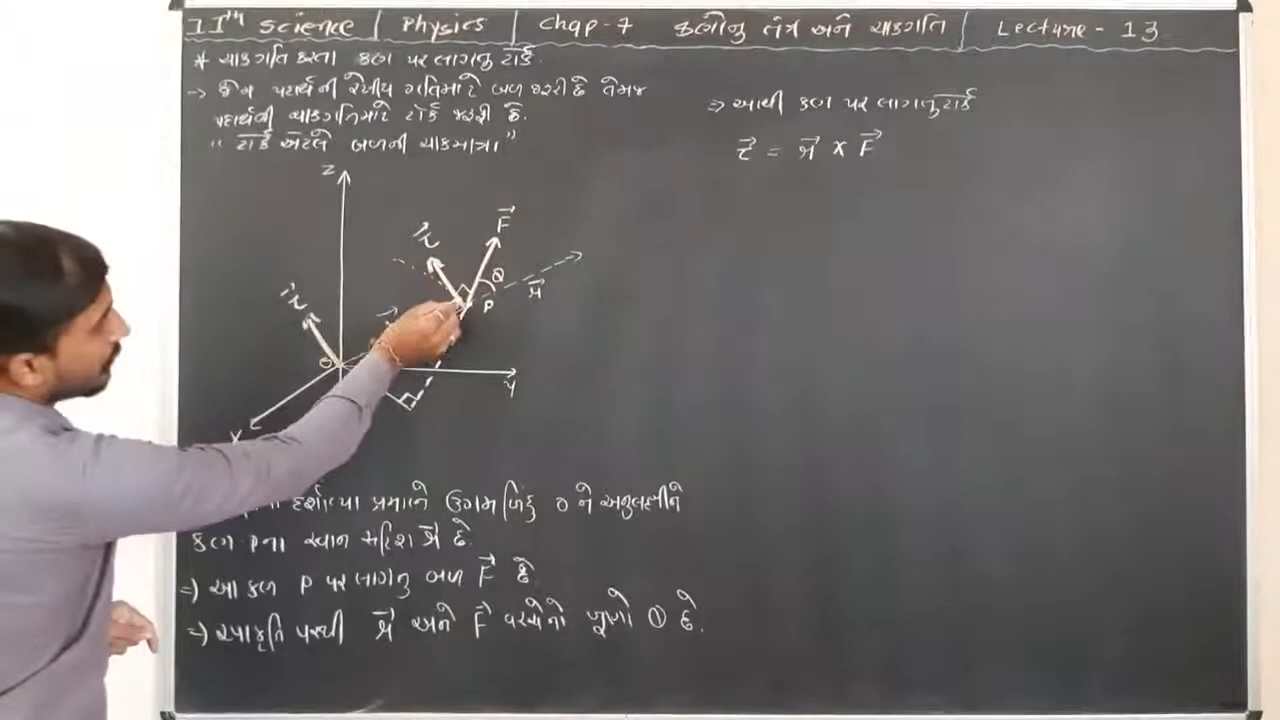 11th Science | Physics | Chap-7 કણોનું તંત્ર અને ચાકગતિ | Lecture-13
* ચાકગતિ કરતા કણ પર લાગતુ ટોર્ક.
→ જેમ પદાર્થની રેખીય ગતિમાટે બળ જરૂરી છે તેમજ
પદાર્થની ચાકગતિમાટે ટોર્ક જરૂરી છે.
"ટોર્ક એટલે બળની ચાકમાત્રા"
Z
F⃗
τ⃗
θ
P
r⃗
τ⃗
O
Y
X
દર્શાવ્યા પ્રમાણે ઉગમબિંદુ O ને અનુલક્ષીને
કણ Pના સ્થાન સદિશ r⃗ છે.
⇒ આ કણ P પર લાગતુ બળ F⃗ છે
⇒ આકૃતિ પરથી r⃗ અને F⃗ વચ્ચેનો ખૂણો θ છે.
⇒ આથી કણ પર લાગતુ ટોર્ક
τ⃗ = r⃗ × F⃗